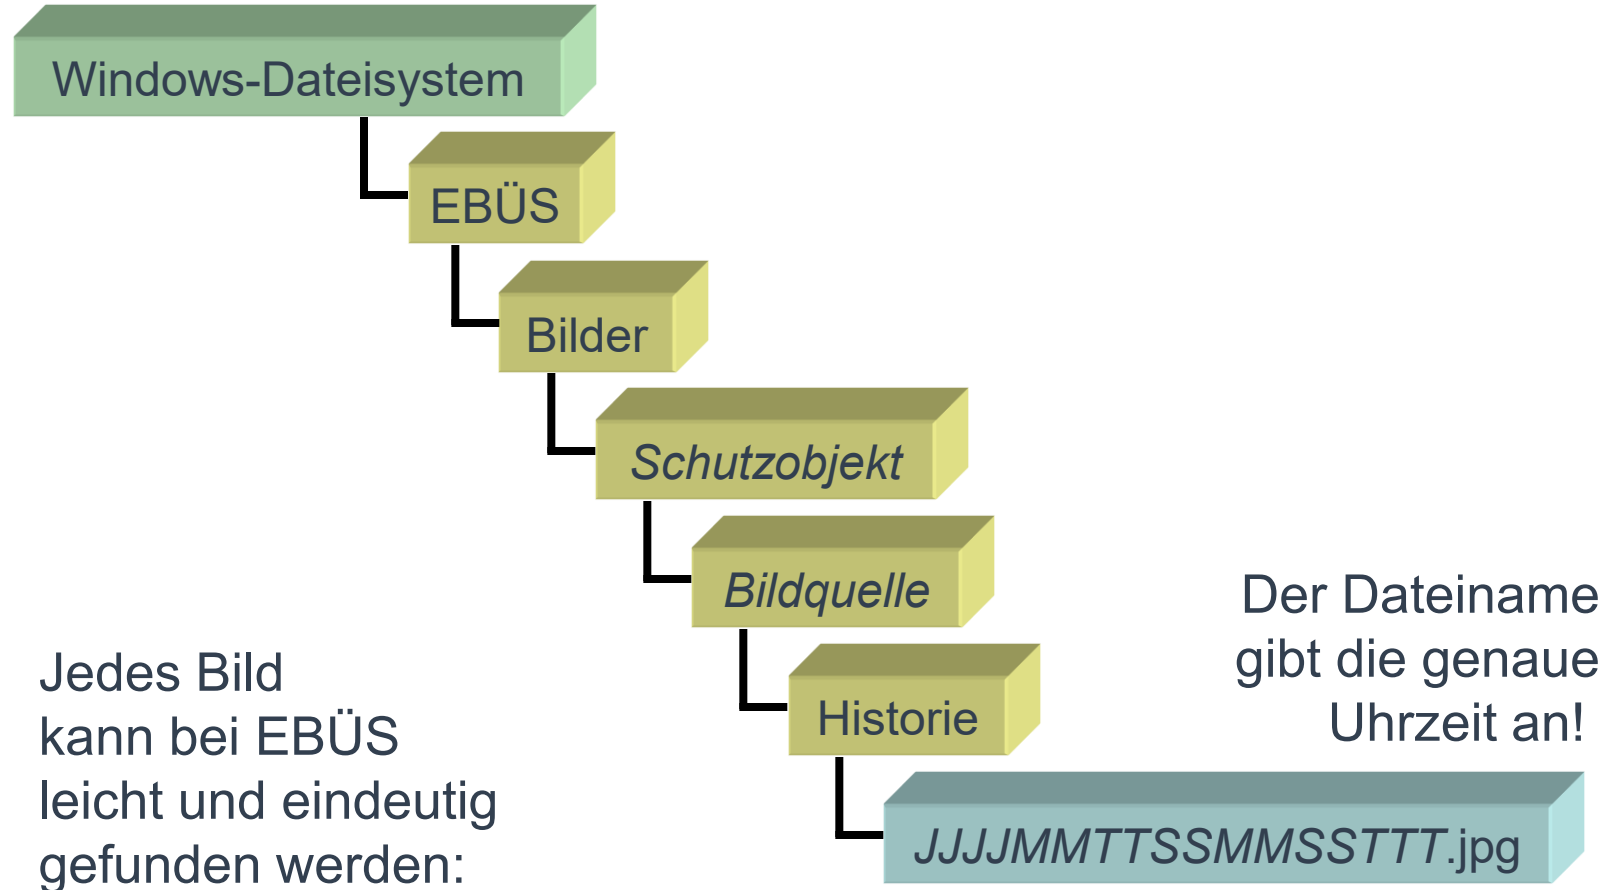 Windows-Dateisystem
EBÜS
Bilder
Schutzobjekt
Bildquelle
Historie
JJJJMMTTSSMMSSTTT.jpg
Jedes Bild
kann bei EBÜS
leicht und eindeutig
gefunden werden:
Der Dateiname
gibt die genaue
Uhrzeit an!